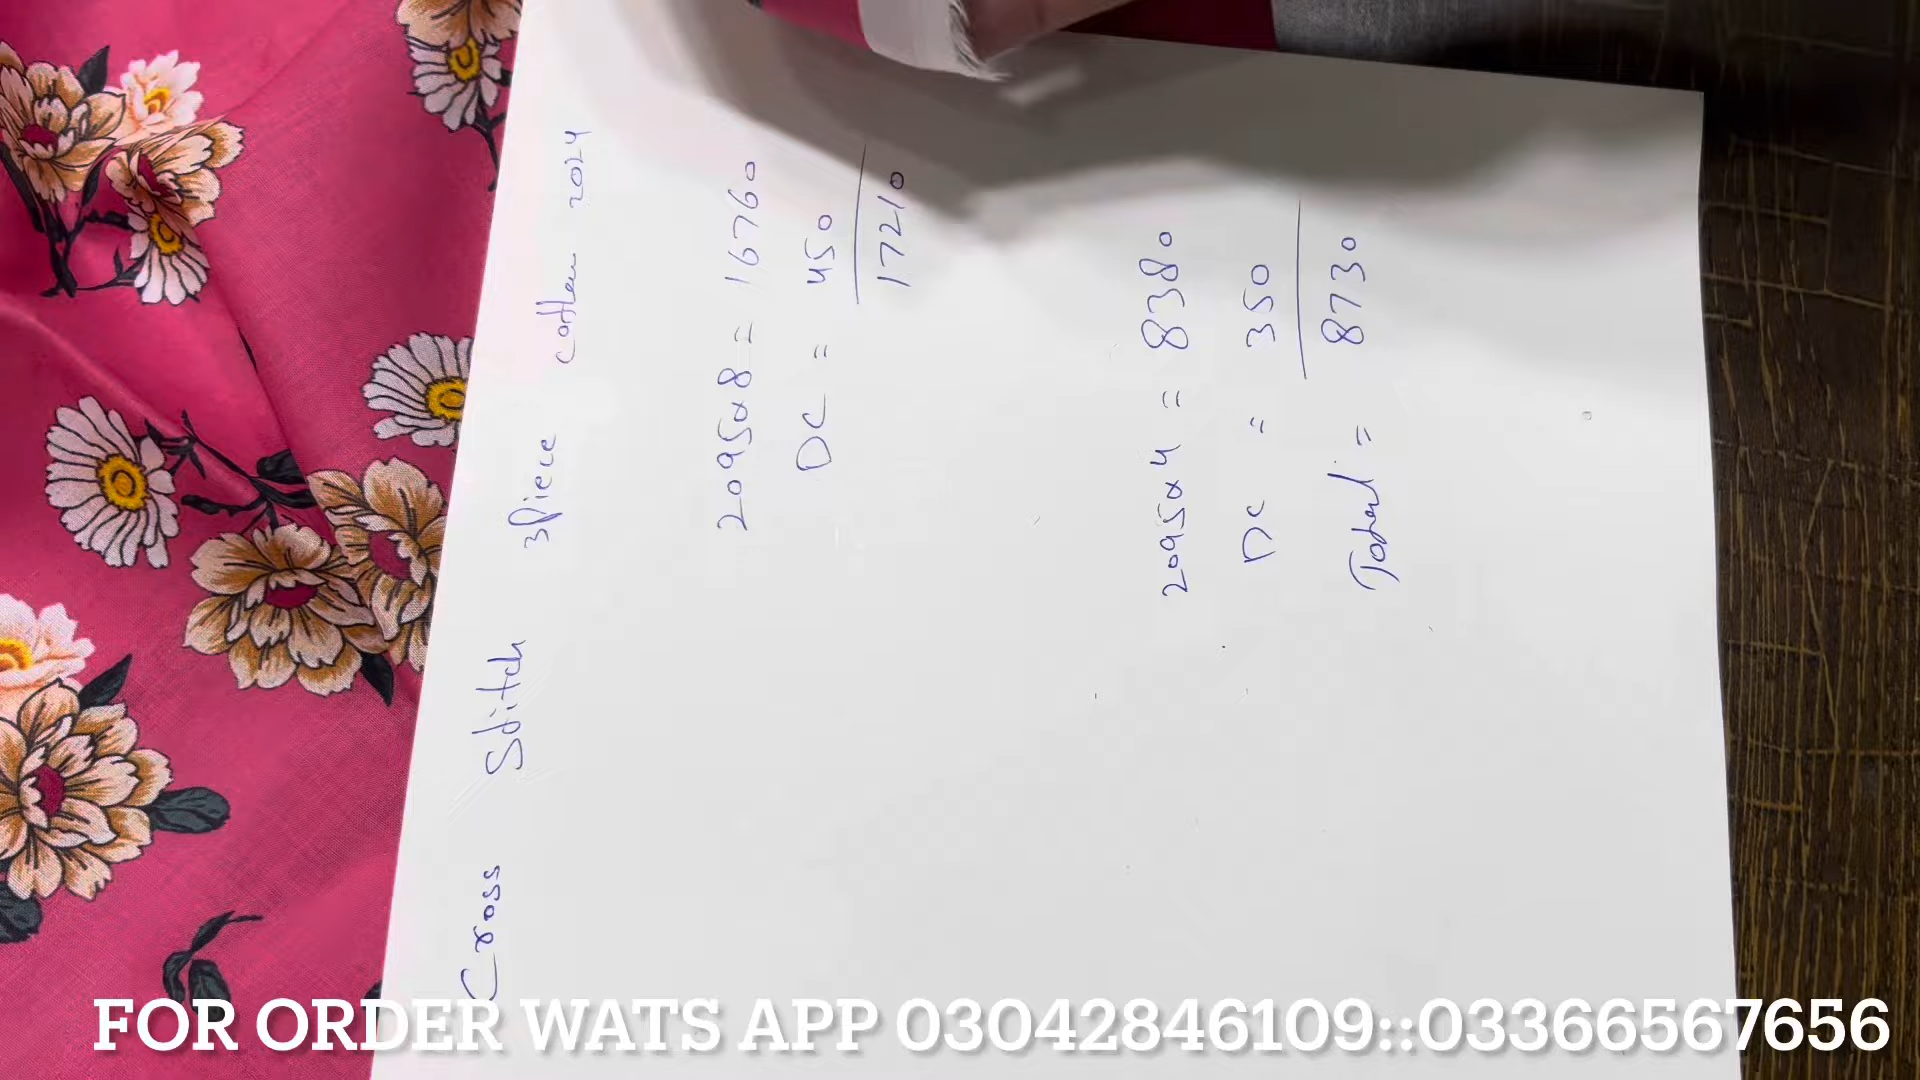 Cross Stitch 3Piece cotton 2024
2095x8 = 16760
DC = 450
17210
2095x4 = 8380
DC = 350
Total = 8730
FOR ORDER WATS APP 03042846109::03366567656